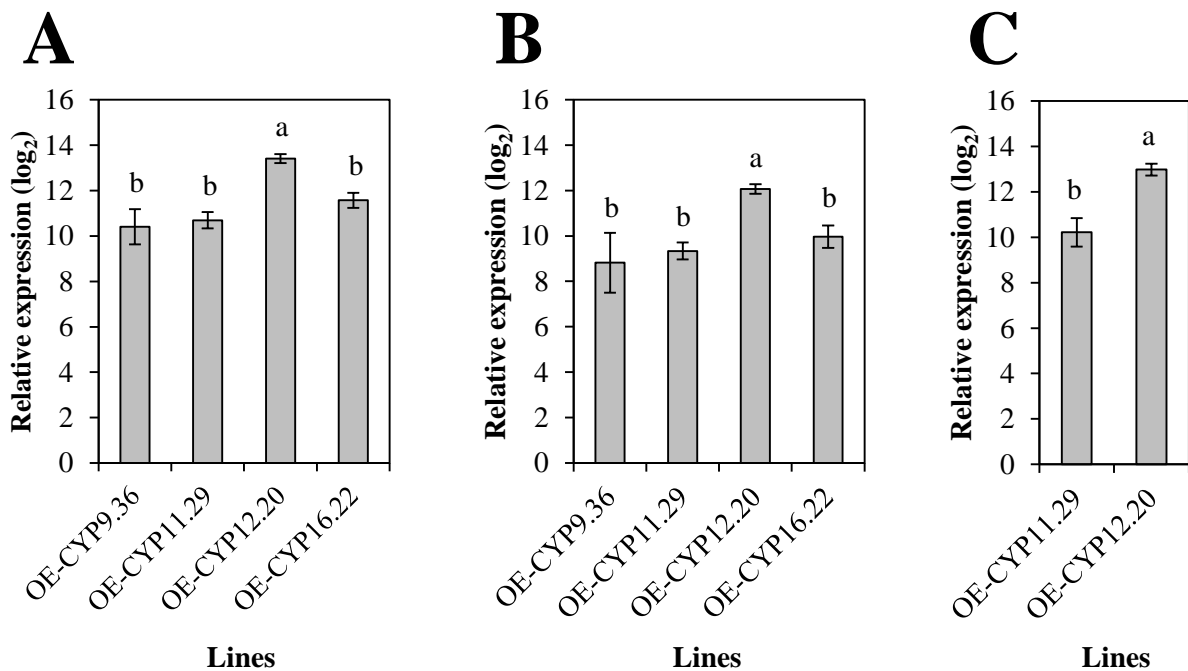 A
Relative expression (log2)
16
14
12
10
8
6
4
2
0
b
b
a
b
OE-CYP9.36
OE-CYP11.29
OE-CYP12.20
OE-CYP16.22
Lines
B
Relative expression (log2)
16
14
12
10
8
6
4
2
0
b
b
a
b
OE-CYP9.36
OE-CYP11.29
OE-CYP12.20
OE-CYP16.22
Lines
C
Relative expression (log2)
16
14
12
10
8
6
4
2
0
b
a
OE-CYP11.29
OE-CYP12.20
Lines